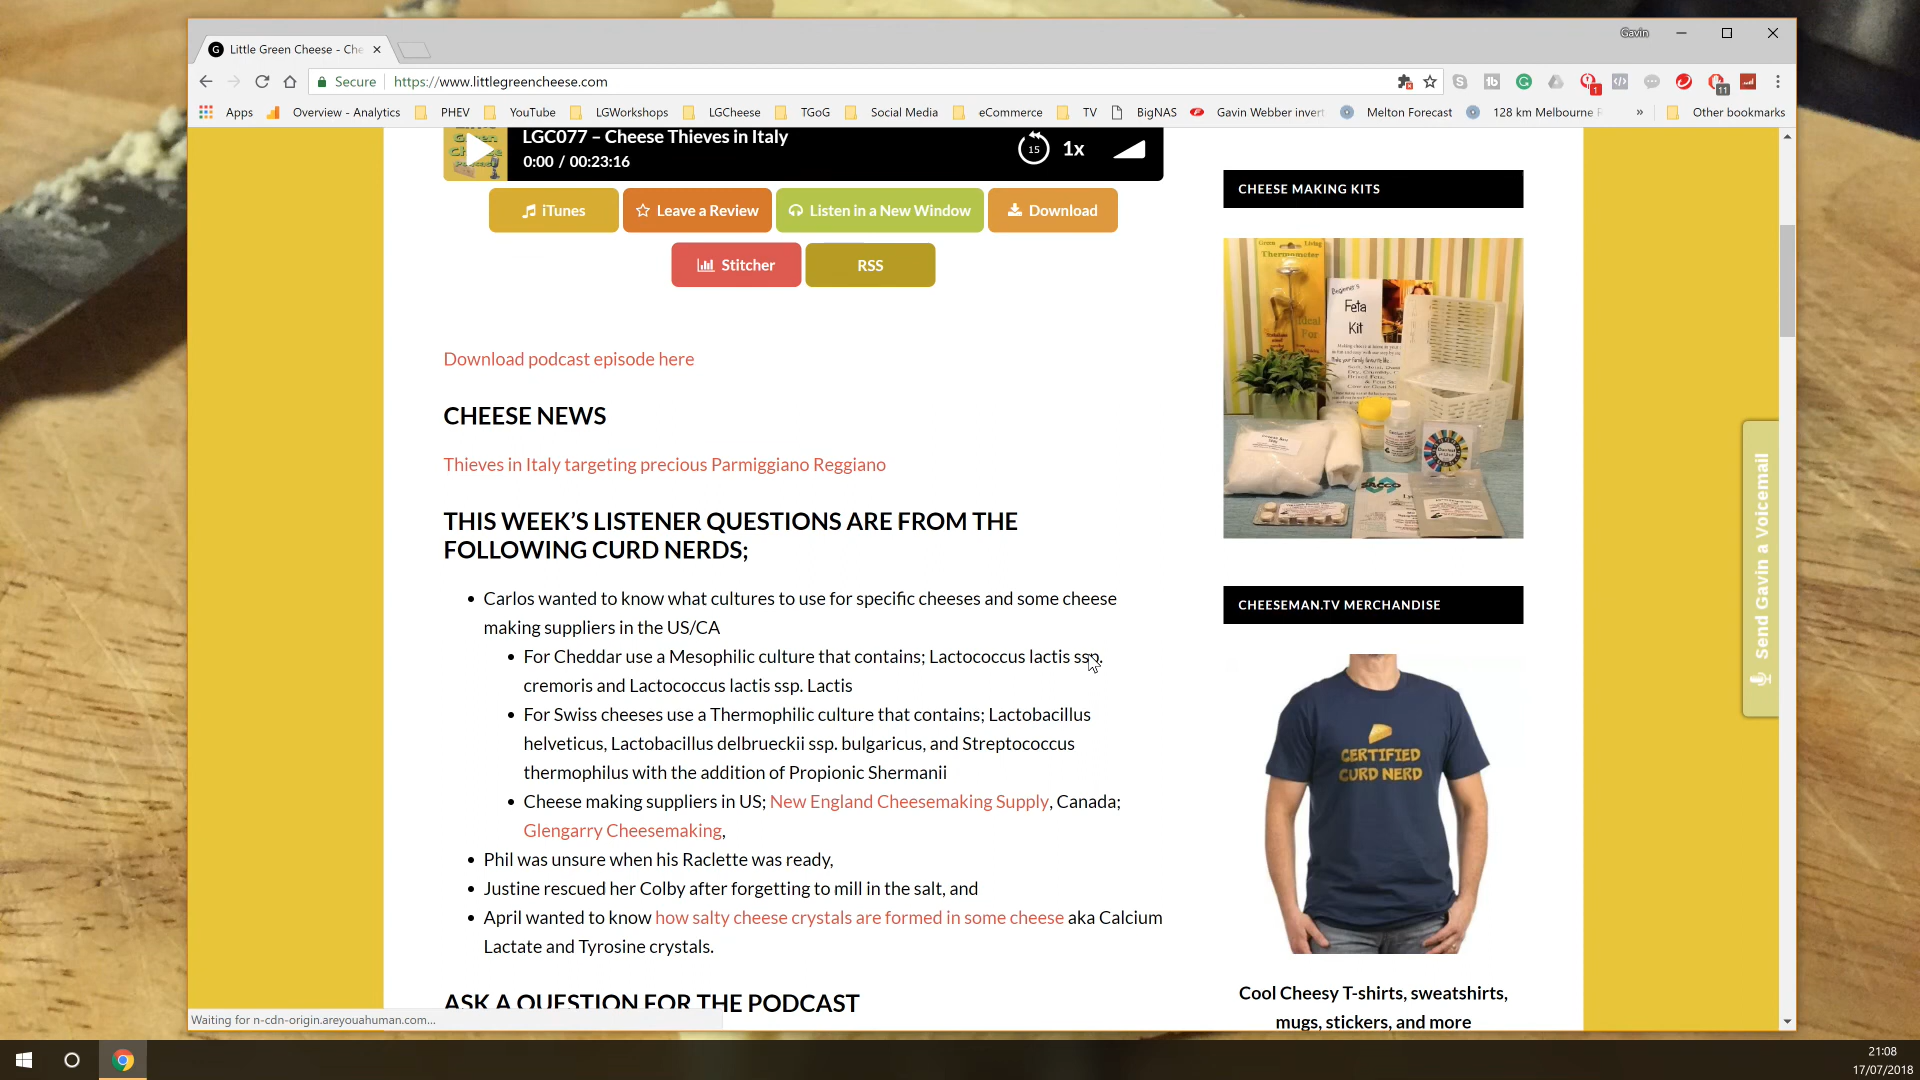 Little Green Cheese - Che
Gavin
Secure
https://www.littlegreencheese.com
1
11
Apps
Overview - Analytics
PHEV
YouTube
LGWorkshops
LGCheese
TGoG
Social Media
eCommerce
TV
BigNAS
Gavin Webber invert
Melton Forecast
128 km Melbourne
»
Other bookmarks
LGC077 – Cheese Thieves in Italy
0:00 / 00:23:16
15
1x
iTunes
Leave a Review
Listen in a New Window
Download
Stitcher
RSS
Download podcast episode here
CHEESE NEWS
Thieves in Italy targeting precious Parmiggiano Reggiano
THIS WEEK'S LISTENER QUESTIONS ARE FROM THE
FOLLOWING CURD NERDS;
• Carlos wanted to know what cultures to use for specific cheeses and some cheese
making suppliers in the US/CA
• For Cheddar use a Mesophilic culture that contains; Lactococcus lactis ssp.
cremoris and Lactococcus lactis ssp. Lactis
• For Swiss cheeses use a Thermophilic culture that contains; Lactobacillus
helveticus, Lactobacillus delbrueckii ssp. bulgaricus, and Streptococcus
thermophilus with the addition of Propionic Shermanii
• Cheese making suppliers in US; New England Cheesemaking Supply, Canada;
Glengarry Cheesemaking,
• Phil was unsure when his Raclette was ready,
• Justine rescued her Colby after forgetting to mill in the salt, and
• April wanted to know how salty cheese crystals are formed in some cheese aka Calcium
Lactate and Tyrosine crystals.
ASK A QUESTION FOR THE PODCAST
CHEESE MAKING KITS
Green Living
Thermometer
Beginner's
Feta
Kit
Ideal
For
SACCO
CHEESEMAN.TV MERCHANDISE
CERTIFIED
CURD NERD
Cool Cheesy T-shirts, sweatshirts,
mugs, stickers, and more
Send Gavin a Voicemail
Waiting for n-cdn-origin.areyouahuman.com...
21:08
17/07/2018